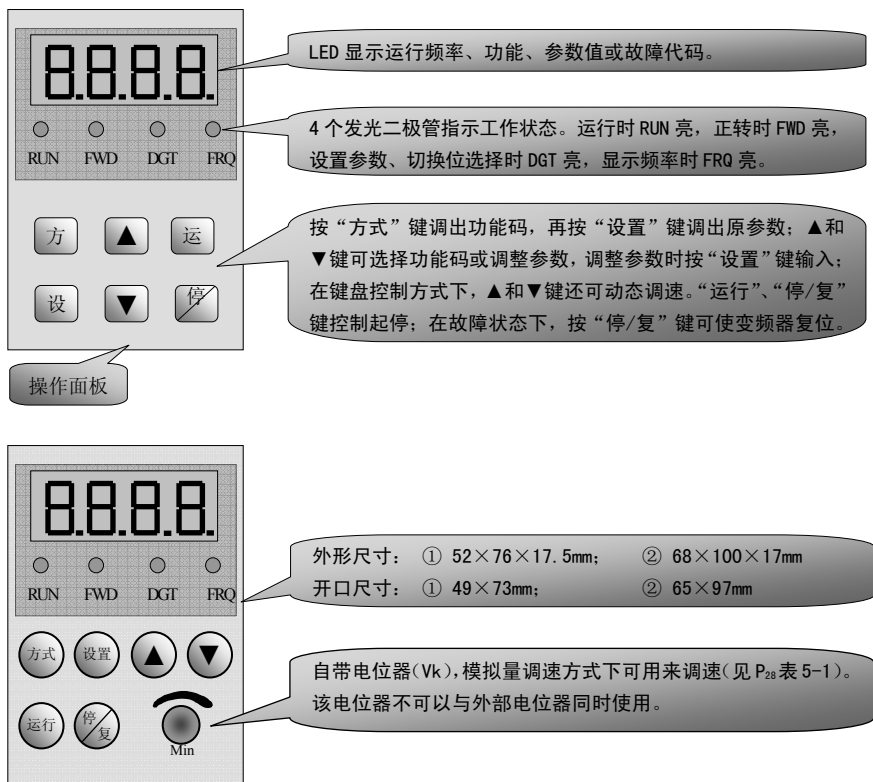 8.8.8.8.
LED 显示运行频率、功能、参数值或故障代码。
RUN FWD DGT FRQ
4 个发光二极管指示工作状态。运行时 RUN 亮，正转时 FWD 亮，
设置参数、切换位选择时 DGT 亮，显示频率时 FRQ 亮。
方 ▲ 运
设 ▼ 停
按“方式”键调出功能码，再按“设置”键调出原参数；▲和
▼键可选择功能码或调整参数，调整参数时按“设置”键输入；
在键盘控制方式下，▲和▼键还可动态调速。“运行”、“停/复”
键控制起停；在故障状态下，按“停/复”键可使变频器复位。
操作面板
8.8.8.8.
RUN FWD DGT FRQ
外形尺寸： ① 52×76×17.5mm； ② 68×100×17mm
开口尺寸： ① 49×73mm； ② 65×97mm
方式 设置 ▲ ▼
运行 停/复
Min
自带电位器(Vk)，模拟量调速方式下可用来调速(见 P28 表 5-1)。
该电位器不可以与外部电位器同时使用。